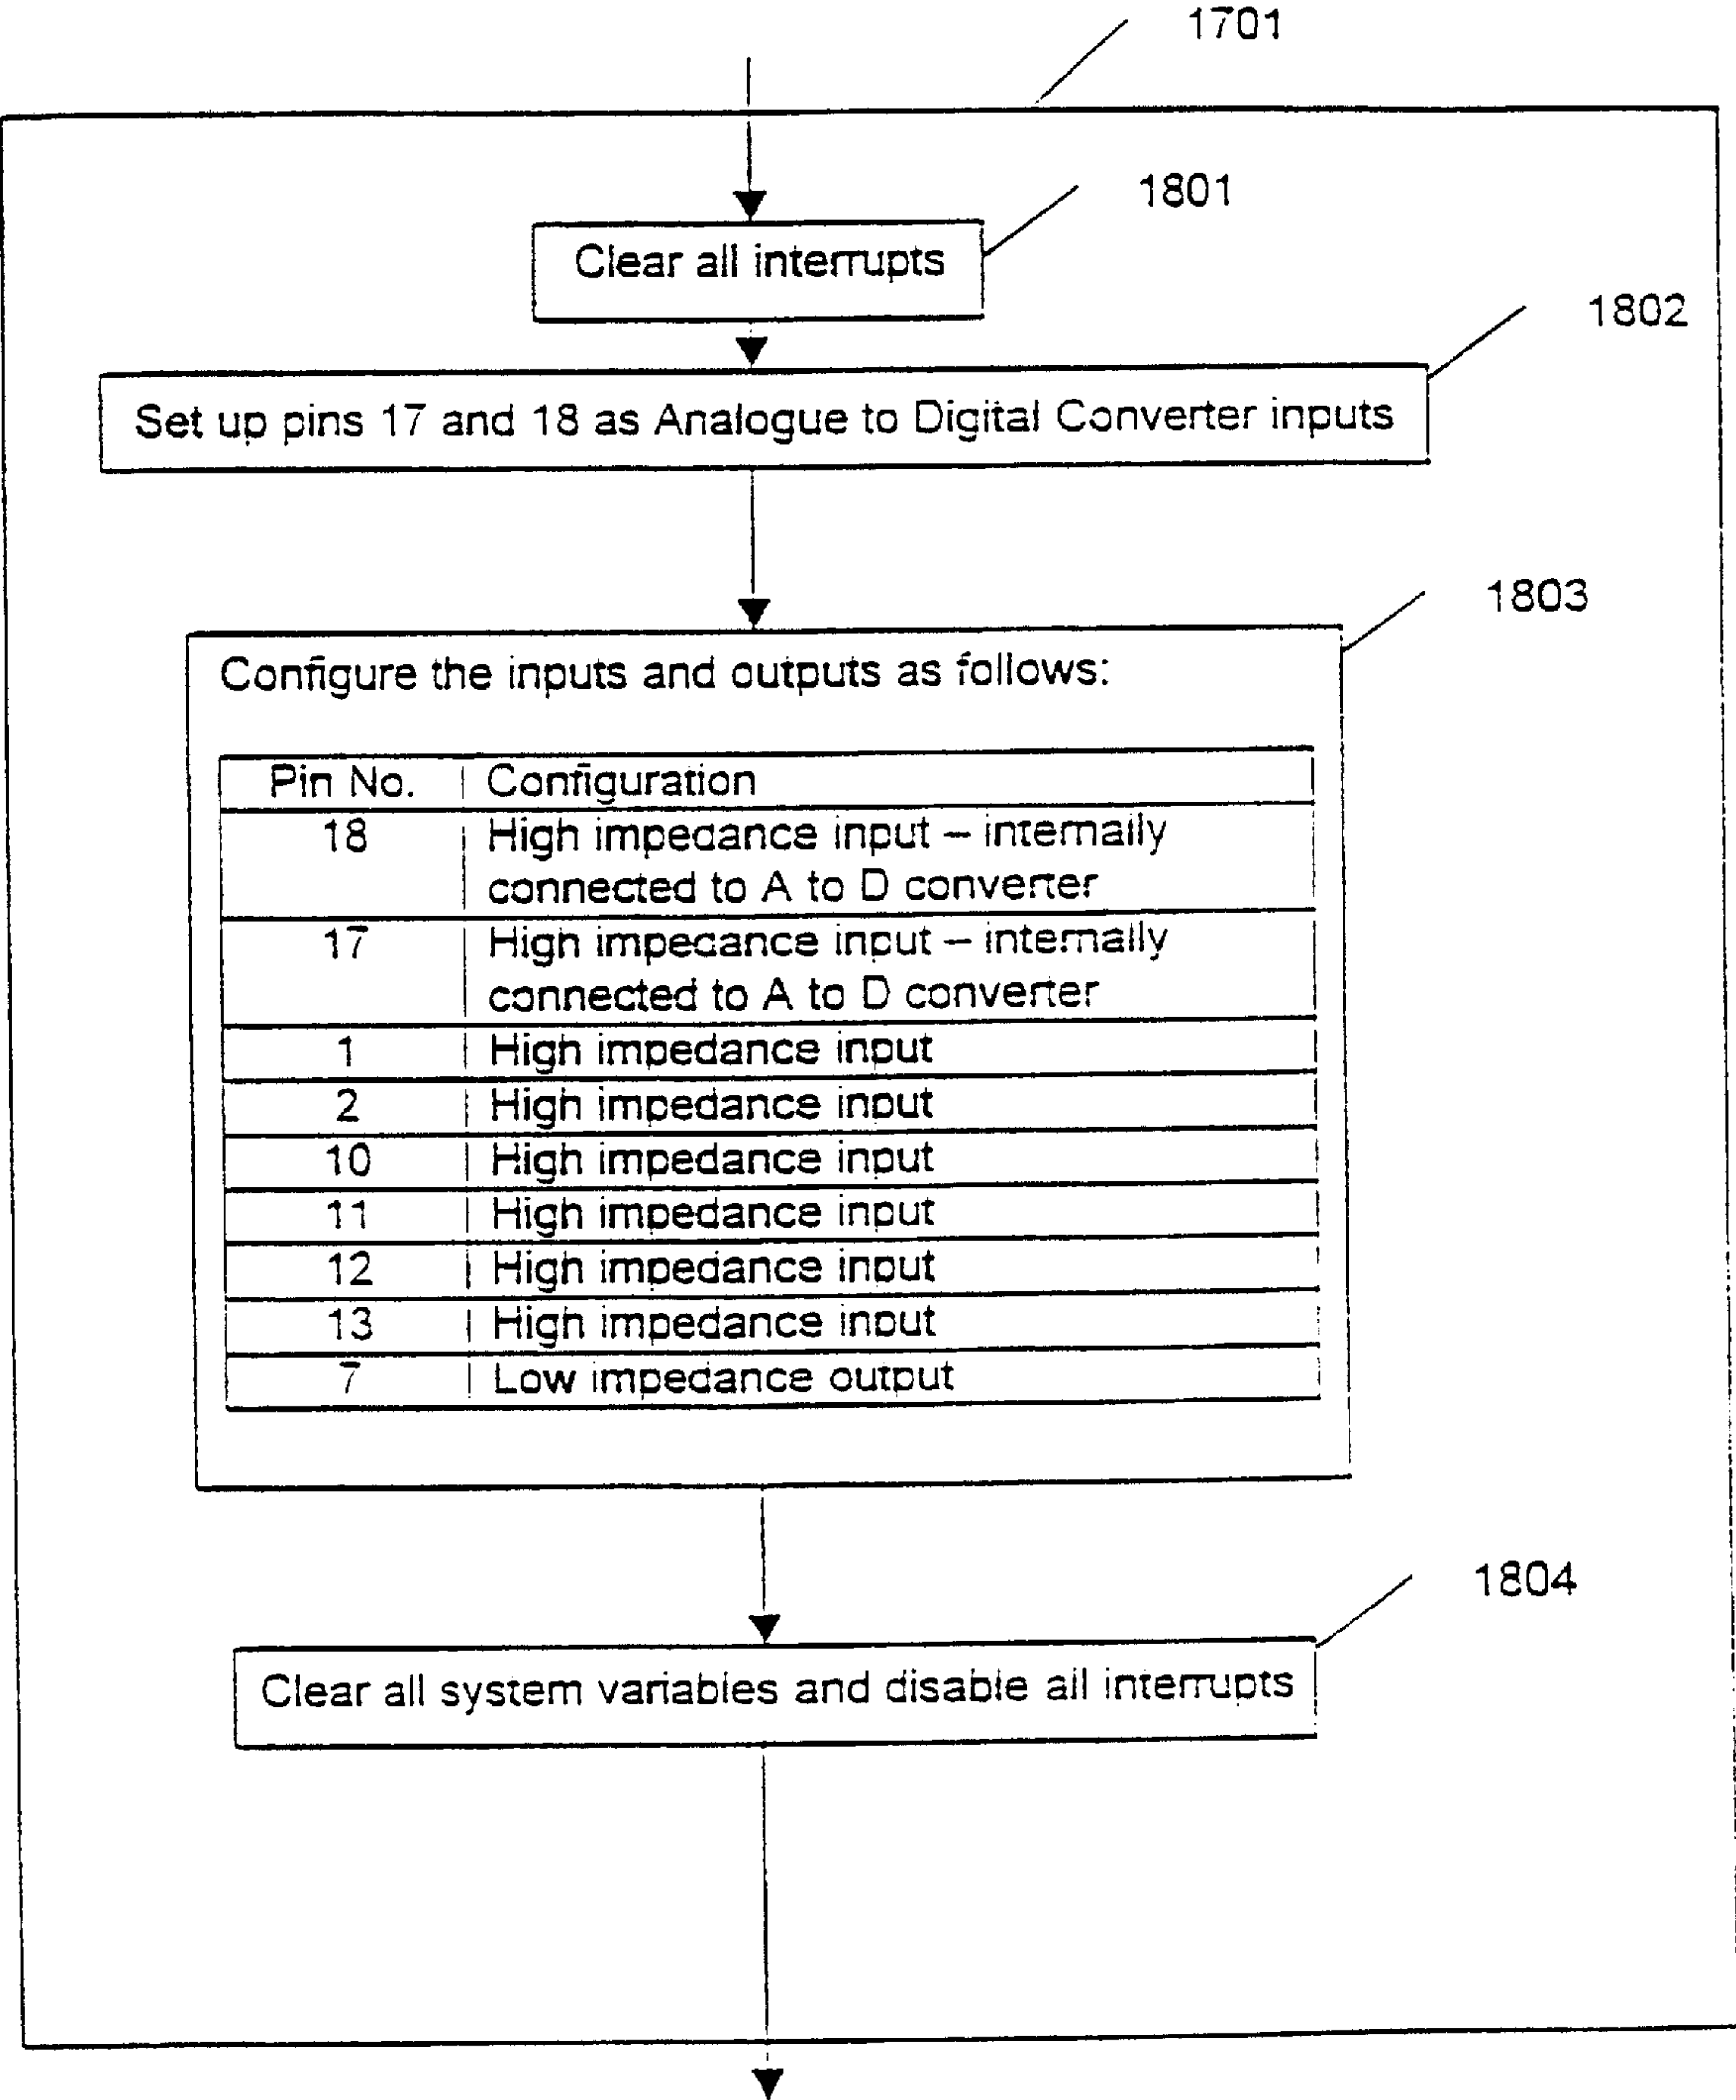 1701
1801
Clear all interrupts
1802
Set up pins 17 and 18 as Analogue to Digital Converter inputs
1803
Configure the inputs and outputs as follows:
Pin No. Configuration
18 High impedance input – internally
connected to A to D converter
17 High impedance input – internally
connected to A to D converter
1 High impedance input
2 High impedance input
10 High impedance input
11 High impedance input
12 High impedance input
13 High impedance input
7 Low impedance output
1804
Clear all system variables and disable all interrupts